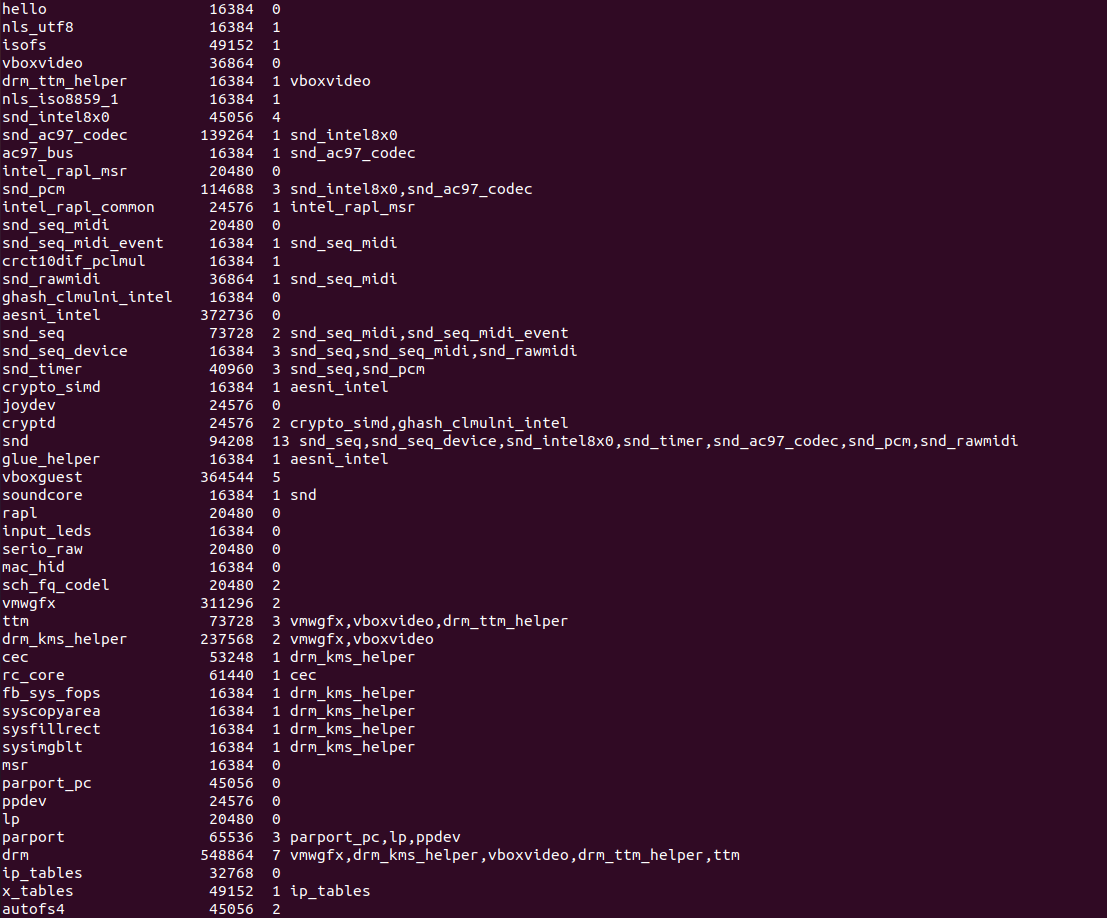 hello 16384 0
nls_utf8 16384 1
isofs 49152 1
vboxvideo 36864 0
drm_ttm_helper 16384 1 vboxvideo
nls_iso8859_1 16384 1
snd_intel8x0 45056 4
snd_ac97_codec 139264 1 snd_intel8x0
ac97_bus 16384 1 snd_ac97_codec
intel_rapl_msr 20480 0
snd_pcm 114688 3 snd_intel8x0,snd_ac97_codec
intel_rapl_common 24576 1 intel_rapl_msr
snd_seq_midi 20480 0
snd_seq_midi_event 16384 1 snd_seq_midi
crct10dif_pclmul 16384 1
snd_rawmidi 36864 1 snd_seq_midi
ghash_clmulni_intel 16384 0
aesni_intel 372736 0
snd_seq 73728 2 snd_seq_midi,snd_seq_midi_event
snd_seq_device 16384 3 snd_seq,snd_seq_midi,snd_rawmidi
snd_timer 40960 3 snd_seq,snd_pcm
crypto_simd 16384 1 aesni_intel
joydev 24576 0
cryptd 24576 2 crypto_simd,ghash_clmulni_intel
snd 94208 13 snd_seq,snd_seq_device,snd_intel8x0,snd_timer,snd_ac97_codec,snd_pcm,snd_rawmidi
glue_helper 16384 1 aesni_intel
vboxguest 364544 5
soundcore 16384 1 snd
rapl 20480 0
input_leds 16384 0
serio_raw 20480 0
mac_hid 16384 0
sch_fq_codel 20480 2
vmwgfx 311296 2
ttm 73728 3 vmwgfx,vboxvideo,drm_ttm_helper
drm_kms_helper 237568 2 vmwgfx,vboxvideo
cec 53248 1 drm_kms_helper
rc_core 61440 1 cec
fb_sys_fops 16384 1 drm_kms_helper
syscopyarea 16384 1 drm_kms_helper
sysfillrect 16384 1 drm_kms_helper
sysimgblt 16384 1 drm_kms_helper
msr 16384 0
parport_pc 45056 0
ppdev 24576 0
lp 20480 0
parport 65536 3 parport_pc,lp,ppdev
drm 548864 7 vmwgfx,drm_kms_helper,vboxvideo,drm_ttm_helper,ttm
ip_tables 32768 0
x_tables 49152 1 ip_tables
autofs4 45056 2